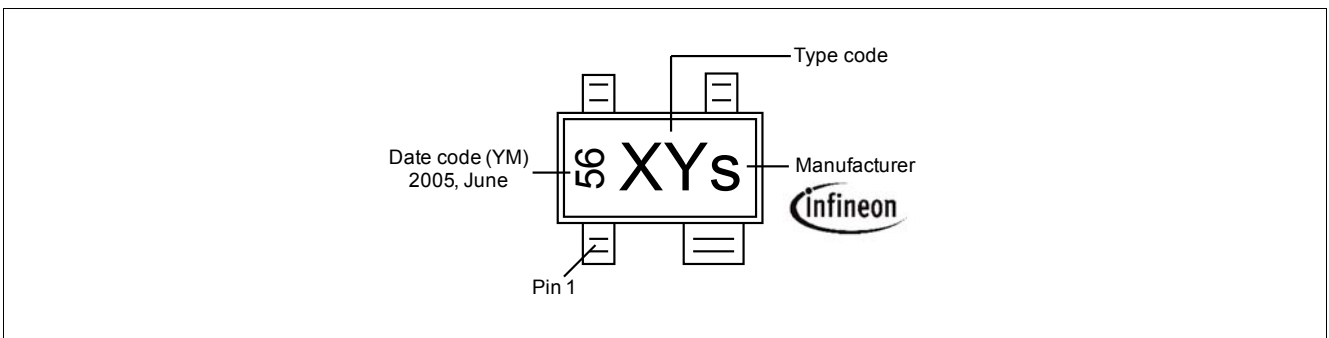 Type code
Date code (YM)
2005, June
56
XYs
Manufacturer
infineon
Pin 1